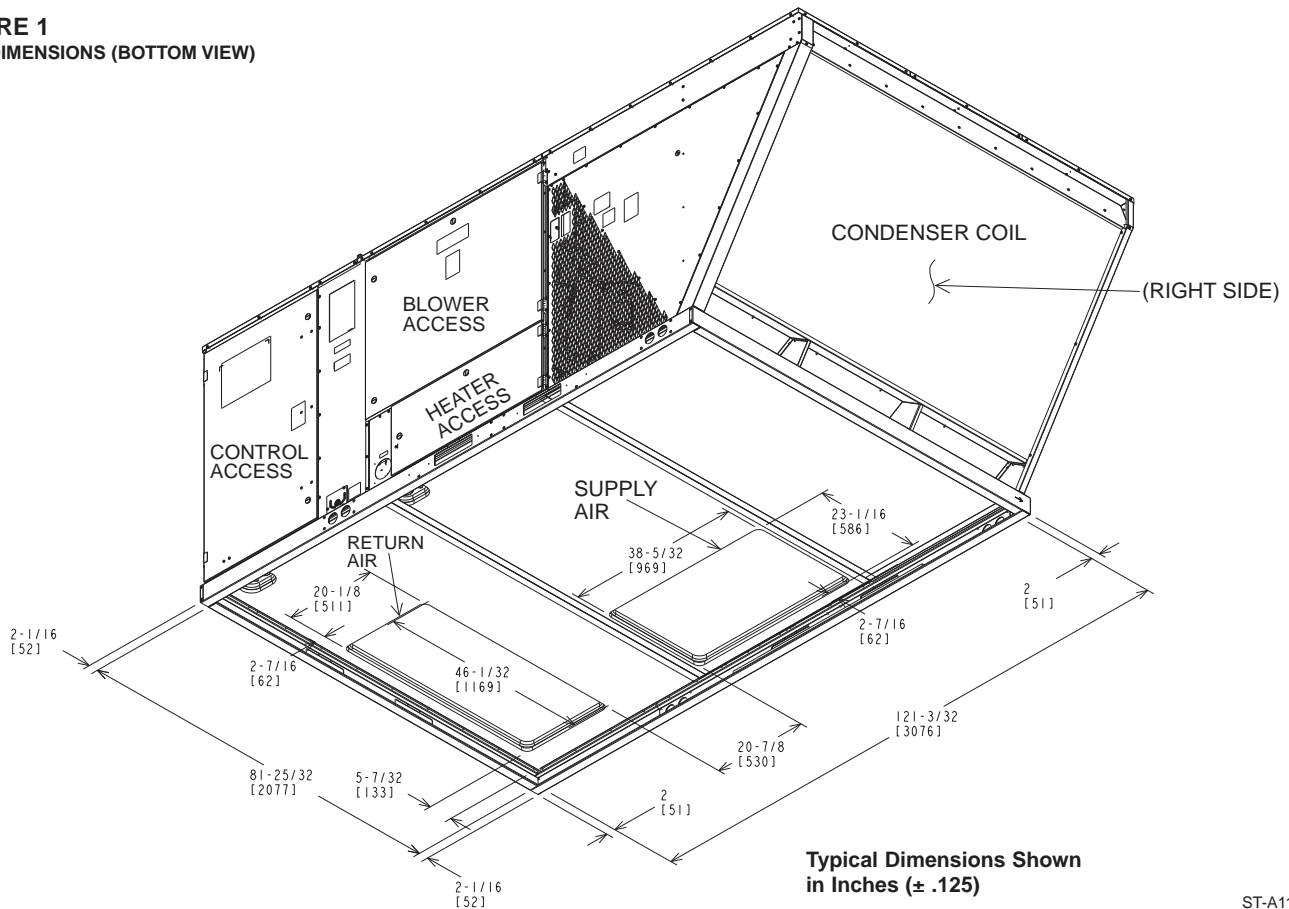 RE 1
DIMENSIONS (BOTTOM VIEW)
CONDENSER COIL
(RIGHT SIDE)
BLOWER
ACCESS
HEATER
ACCESS
CONTROL
ACCESS
SUPPLY
AIR
23-1/16
[586]
RETURN
AIR
38-5/32
[969]
20-1/8
[511]
2
[51]
2-1/16
[52]
2-7/16
[62]
2-7/16
[62]
46-1/32
[1169]
121-3/32
[3076]
20-7/8
[530]
81-25/32
[2077]
5-7/32
[133]
2
[51]
2-1/16
[52]
Typical Dimensions Shown
in Inches (± .125)
ST-A11